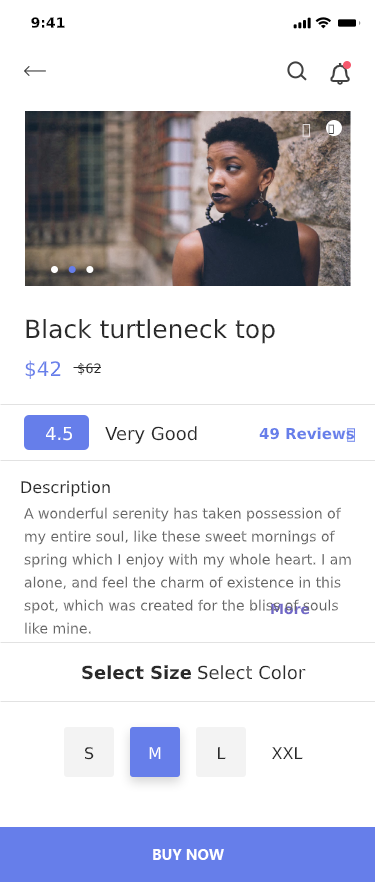 9:41
Black turtleneck top
$42 $62
4.5 Very Good 49 Reviews
Description
A wonderful serenity has taken possession of
my entire soul, like these sweet mornings of
spring which I enjoy with my whole heart. I am
alone, and feel the charm of existence in this
spot, which was created for the bliss of souls
More
like mine.
Select Size Select Color
S M L XXL
BUY NOW